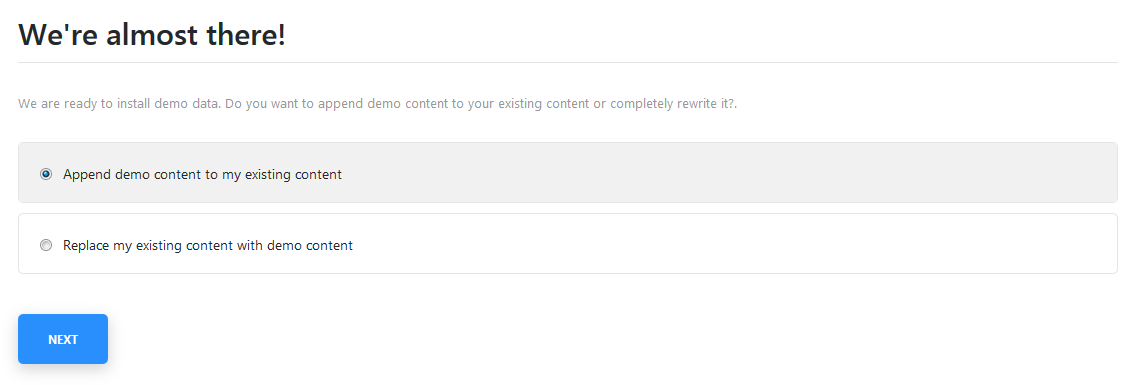 We're almost there!
We are ready to install demo data. Do you want to append demo content to your existing content or completely rewrite it?.
Append demo content to my existing content
Replace my existing content with demo content
NEXT